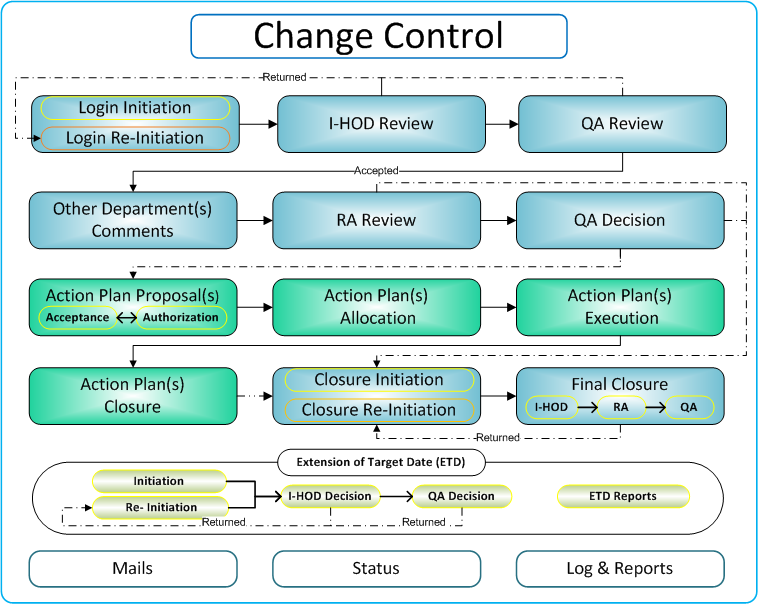 Change Control
Returned
Login Initiation
Login Re-Initiation
I-HOD Review
QA Review
Accepted
Other Department(s)
Comments
RA Review
QA Decision
Action Plan Proposal(s)
Acceptance
Authorization
Action Plan(s)
Allocation
Action Plan(s)
Execution
Action Plan(s)
Closure
Closure Initiation
Closure Re-Initiation
Final Closure
I-HOD
RA
QA
Returned
Extension of Target Date (ETD)
Initiation
Re- Initiation
I-HOD Decision
QA Decision
ETD Reports
Returned
Returned
Mails
Status
Log & Reports